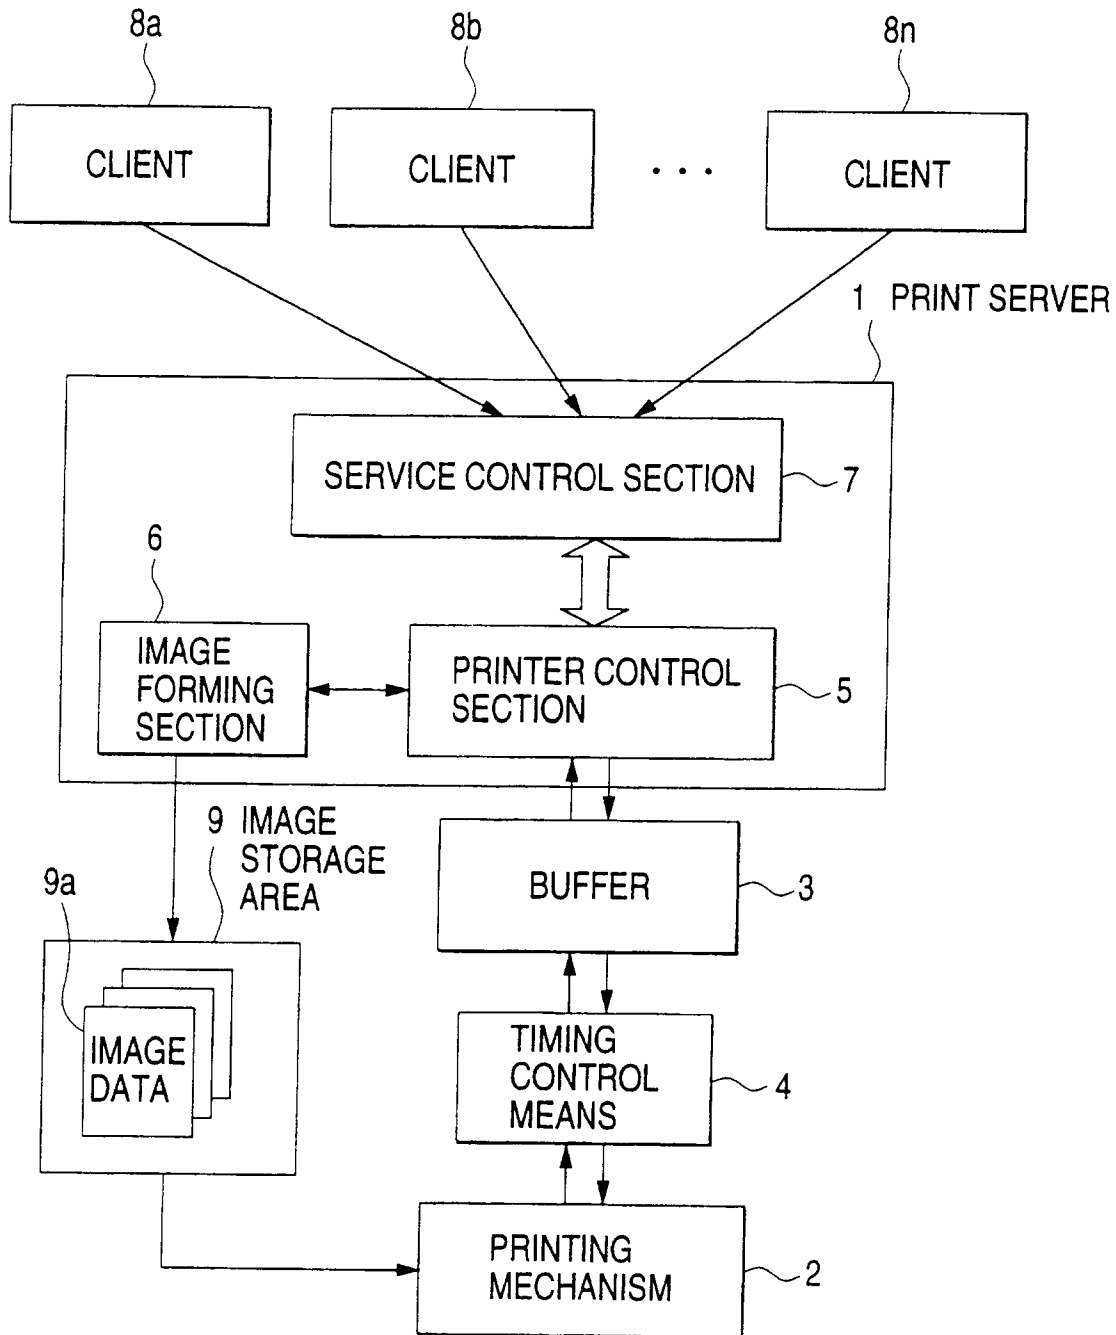 8a
8b
8n
CLIENT
CLIENT
. . .
CLIENT
1 PRINT SERVER
SERVICE CONTROL SECTION
7
6
IMAGE
FORMING
SECTION
PRINTER CONTROL
SECTION
5
9 IMAGE
STORAGE
AREA
9a
BUFFER
3
IMAGE
DATA
TIMING
CONTROL
MEANS
4
PRINTING
MECHANISM
2